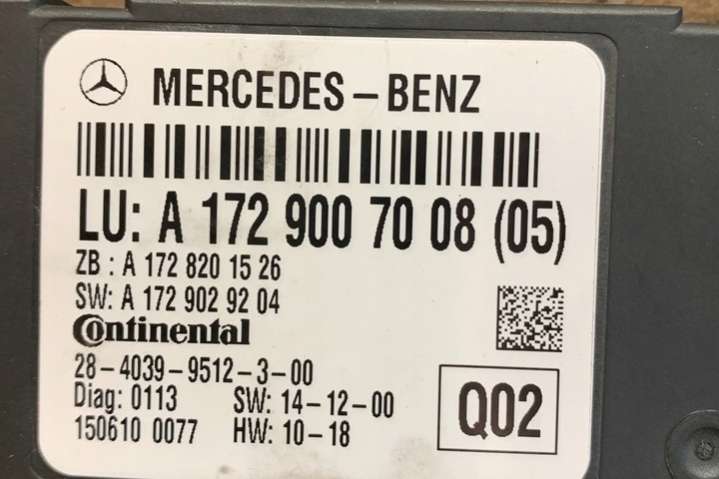 MERCEDES-BENZ
LU: A 172 900 70 08 (05)
ZB : A 172 820 15 26
SW: A 172 902 92 04
Continental
28-4039-9512-3-00
Diag: 0113 SW: 14-12-00
150610 0077 HW: 10-18
Q02